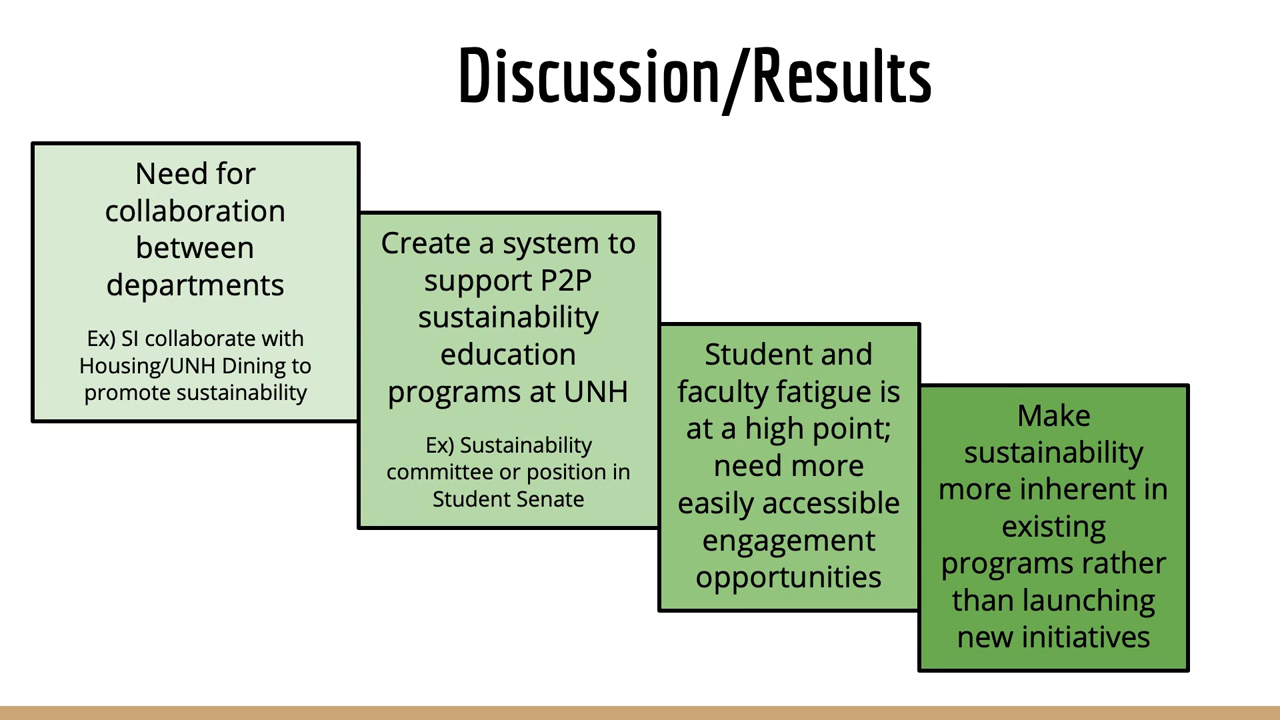 Discussion/Results
Need for
collaboration
between
departments
Ex) SI collaborate with
Housing/UNH Dining to
promote sustainability
Create a system to
support P2P
sustainability
education
programs at UNH
Ex) Sustainability
committee or position in
Student Senate
Student and
faculty fatigue is
at a high point;
need more
easily accessible
engagement
opportunities
Make
sustainability
more inherent in
existing
programs rather
than launching
new initiatives